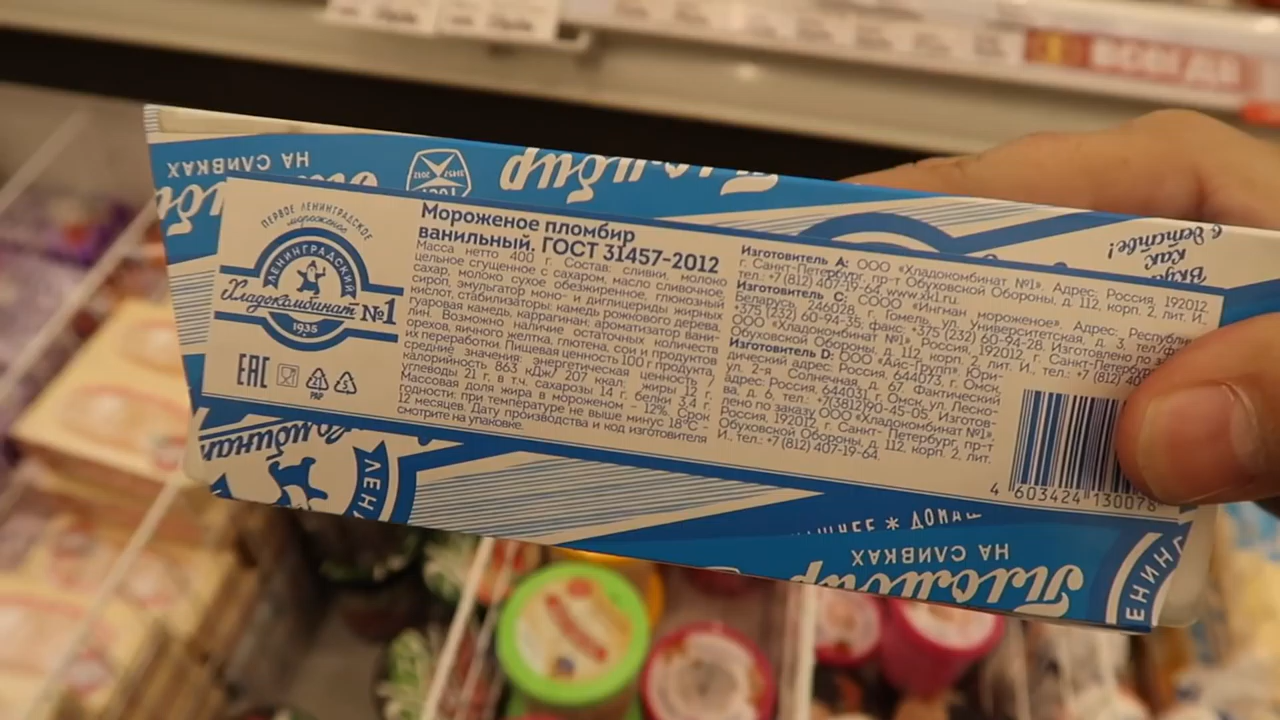 ВСЕГДА
НА СЛИВКАХ
Пломбир
Вкус
как
в детстве!
ПЕРВОЕ ЛЕНИНГРАДСКОЕ
мороженое
ЛЕНИНГРАДСКИЙ
Хладокомбинат №1
1935
EAC
21
PAP
5
Мороженое пломбир
ванильный. ГОСТ 31457-2012
Масса нетто 400 г. Состав: сливки, молоко
цельное сгущенное с сахаром, масло сливочное,
сахар, молоко сухое обезжиренное, глюкозный
сироп, эмульгатор моно- и диглицериды жирных
кислот, стабилизаторы: камедь рожкового дерева,
гуаровая камедь, каррагинан; ароматизатор вани-
лин. Возможно наличие остаточных количеств
орехов, яичного желтка, глютена, сои и продуктов
их переработки. Пищевая ценность 100 г продукта,
средние значения: энергетическая ценность /
калорийность 863 кДж/ 207 ккал; жиры 12 г,
углеводы 21 г, в т.ч. сахарозы 14 г, белки 3,4 г.
Массовая доля жира в мороженом – 12%. Срок
годности: при температуре не выше минус 18°С –
12 месяцев. Дату производства и код изготовителя
смотрите на упаковке.
Изготовитель А: ООО «Хладокомбинат №1». Адрес: Россия, 192012,
г. Санкт-Петербург, пр-т Обуховской Обороны, д. 112, корп. 2, лит. И.,
тел.: +7 (812) 407-19-64, www.xk1.ru.
Изготовитель С: СООО «Ингман мороженое». Адрес: Республика
Беларусь, 246028, г. Гомель, ул. Университетская, д. 3, тел./ф
+375 (232) 60-94-35; факс: +375 (232) 60-94-28. Изготовлено по за
ООО «Хладокомбинат №1», Россия, 192012, г. Санкт-Петербург
Обуховской Обороны, д. 112, корп. 2, лит. И., тел.: +7 (812) 40
Изготовитель D: ООО «Айс-Групп». Юри-
дический адрес: Россия, 644073, г. Омск,
ул. 2-я Солнечная, д. 67. Фактический
адрес: Россия, 644031, г. Омск, ул. Леско-
ва, д. 6, тел.: +7(3812)90-45-05. Изготов-
лено по заказу ООО «Хладокомбинат №1»,
Россия, 192012, г. Санкт- Петербург, пр-т
Обуховской Обороны, д. 112, корп. 2, лит.
И., тел.: +7 (812) 407-19-64.
4 603424 130078
НА СЛИВКАХ
Пломбир